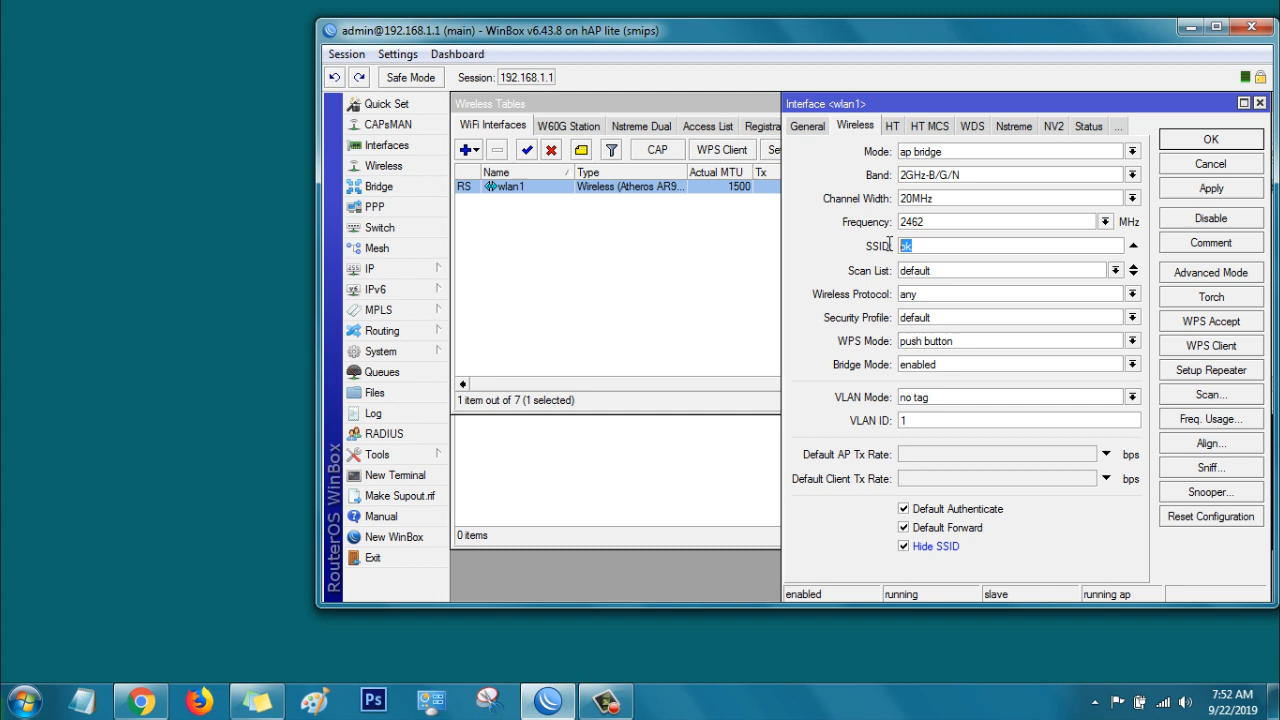 admin@192.168.1.1 (main) - WinBox v6.43.8 on hAP lite (smips)
Session Settings Dashboard
Safe Mode Session: 192.168.1.1
RouterOS WinBox
Quick Set
CAPsMAN
Interfaces
Wireless
Bridge
PPP
Switch
Mesh
IP
IPv6
MPLS
Routing
System
Queues
Files
Log
RADIUS
Tools
New Terminal
Make Supout.rif
Manual
New WinBox
Exit
Wireless Tables
WiFi Interfaces W60G Station Nstreme Dual Access List Registra
CAP WPS Client Se
Name Type Actual MTU Tx
RS wlan1 Wireless (Atheros AR9... 1500
1 item out of 7 (1 selected)
0 items
Interface <wlan1>
General Wireless HT HT MCS WDS Nstreme NV2 Status ...
Mode: ap bridge
Band: 2GHz-B/G/N
Channel Width: 20MHz
Frequency: 2462 MHz
SSID: ok
Scan List: default
Wireless Protocol: any
Security Profile: default
WPS Mode: push button
Bridge Mode: enabled
VLAN Mode: no tag
VLAN ID: 1
Default AP Tx Rate: bps
Default Client Tx Rate: bps
Default Authenticate
Default Forward
Hide SSID
OK
Cancel
Apply
Disable
Comment
Advanced Mode
Torch
WPS Accept
WPS Client
Setup Repeater
Scan...
Freq. Usage...
Align...
Sniff...
Snooper...
Reset Configuration
enabled running slave running ap
Ps
7:52 AM
9/22/2019